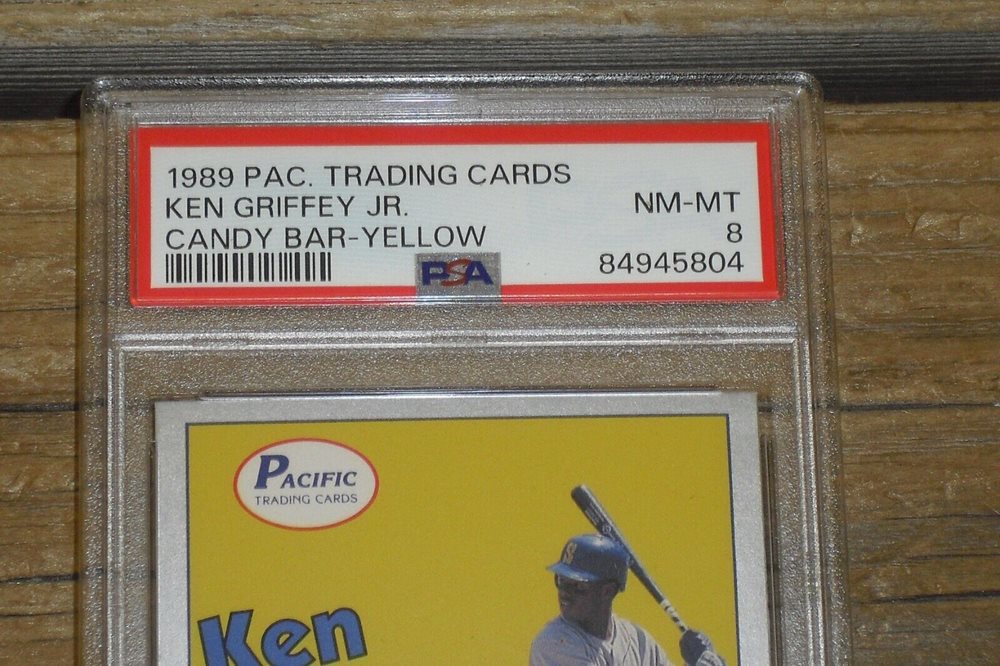 1989 PAC. TRADING CARDS
KEN GRIFFEY JR.
NM-MT
CANDY BAR-YELLOW
8
84945804
PSA
PACIFIC
TRADING CARDS
Ken